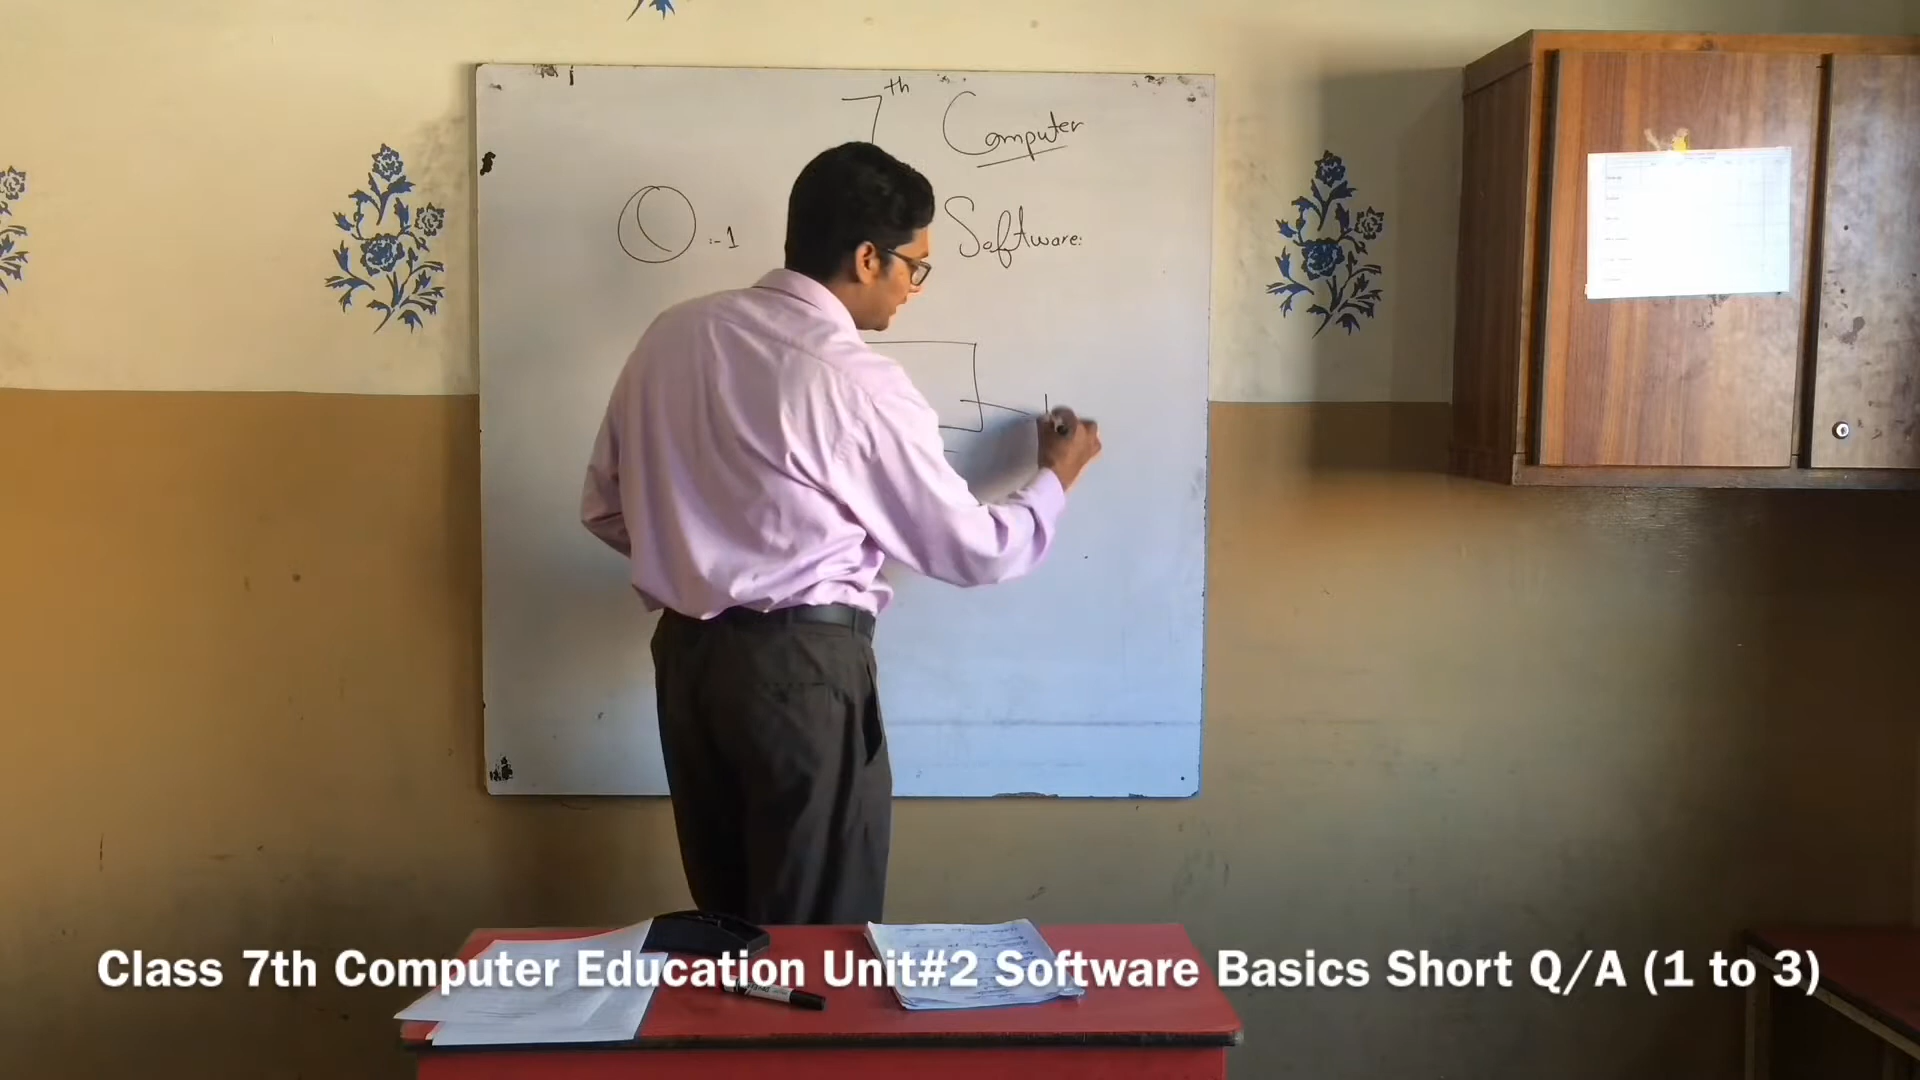 7th Computer
Q :-1 Software:
Class 7th Computer Education Unit#2 Software Basics Short Q/A (1 to 3)